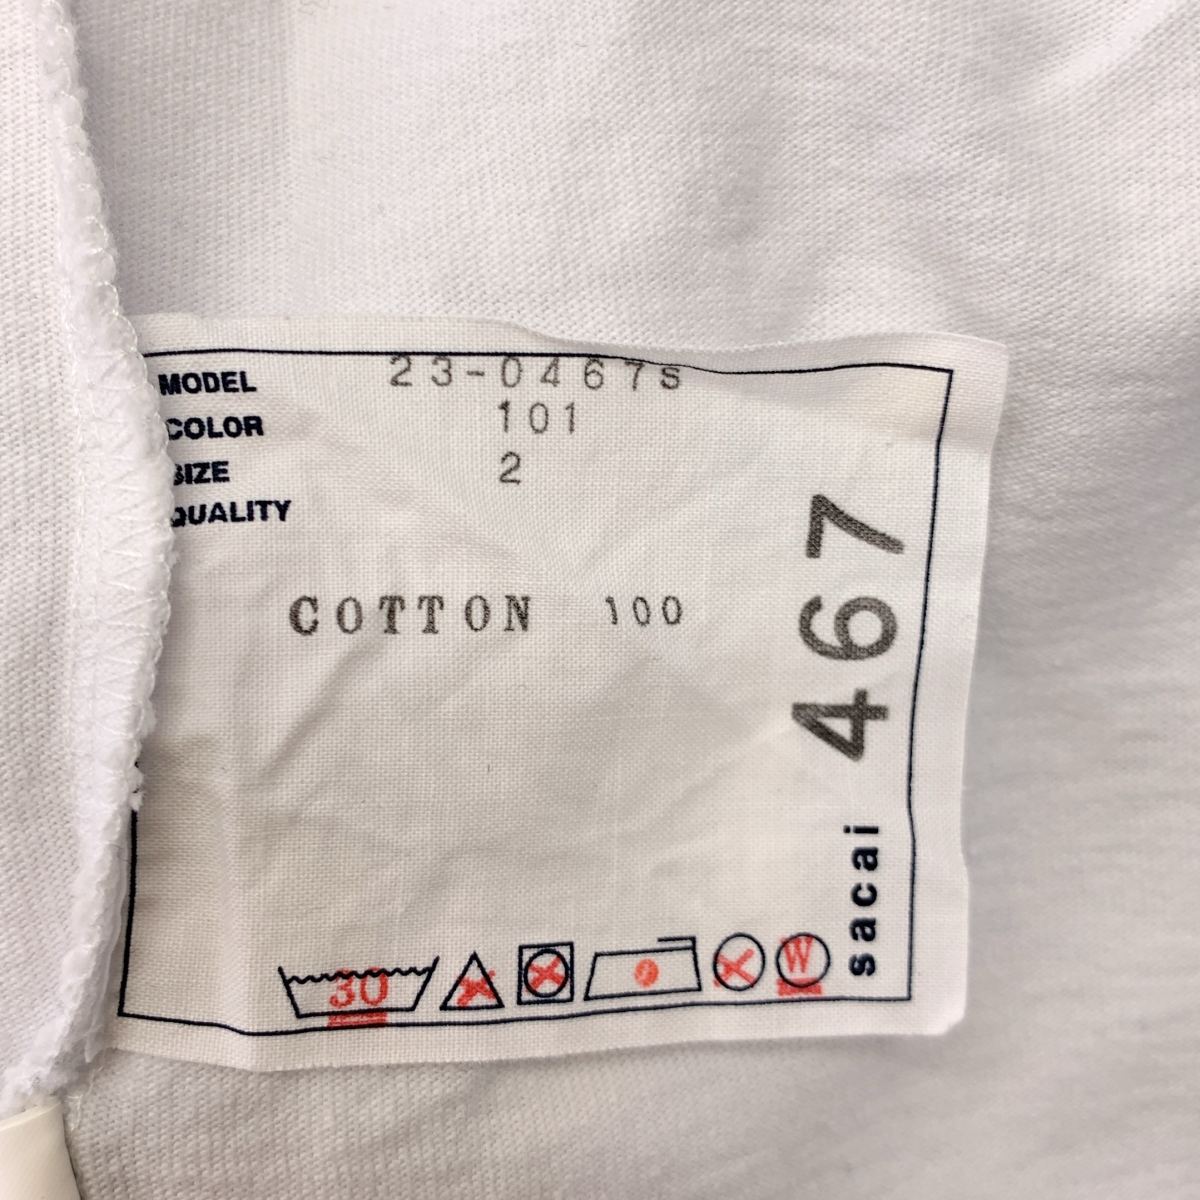 MODEL 23-0467S
COLOR 101
SIZE 2
QUALITY
COTTON 100
467
sacai
30
W